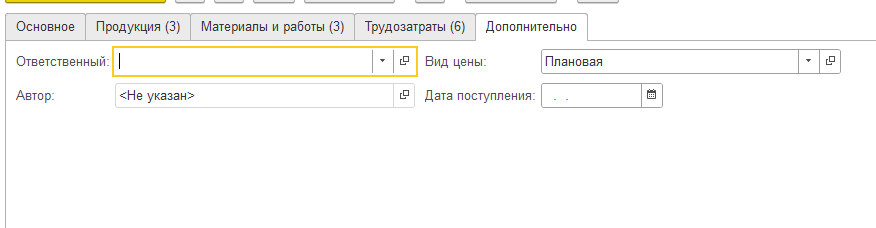 Основное Продукция (3) Материалы и работы (3) Трудозатраты (6) Дополнительно
Ответственный: Вид цены: Плановая
Автор: <Не указан> Дата поступления: . .